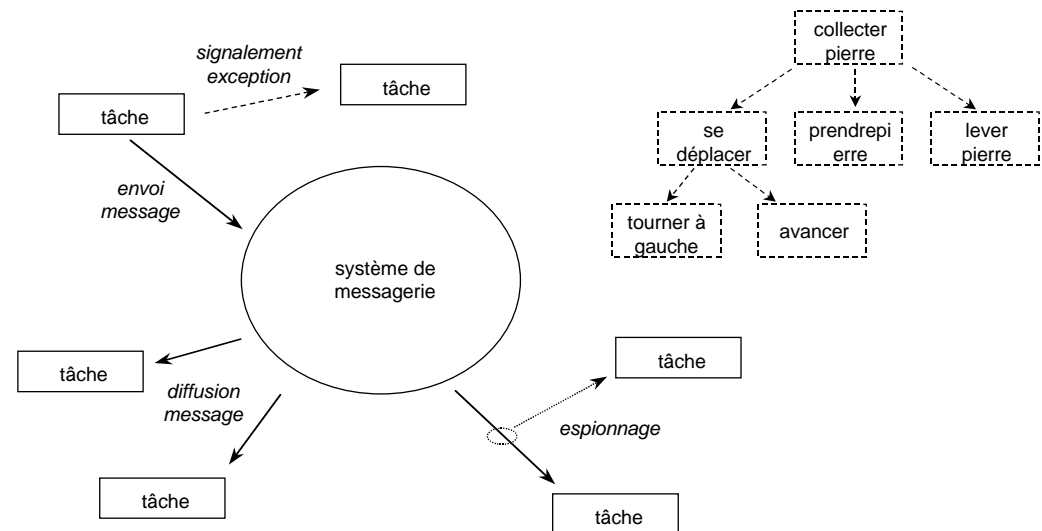 signalement
exception
tâche
tâche
envoi
message
système de
messagerie
tâche
diffusion
message
tâche
tâche
espionnage
tâche
collecter
pierre
se
déplacer
prendrepi
erre
lever
pierre
tourner à
gauche
avancer